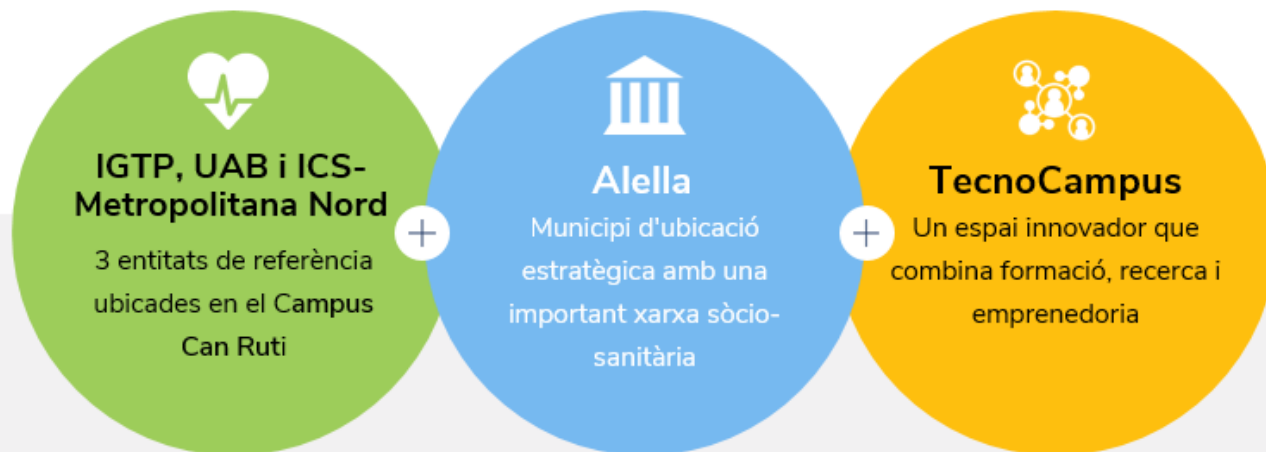 IGTP, UAB i ICS-
Metropolitana Nord
3 entitats de referència
ubicades en el Campus
Can Ruti
Alella
Municipi d'ubicació
estratègica amb una
important xarxa sòcio-
sanitària
TecnoCampus
Un espai innovador que
combina formació, recerca i
emprenedoria